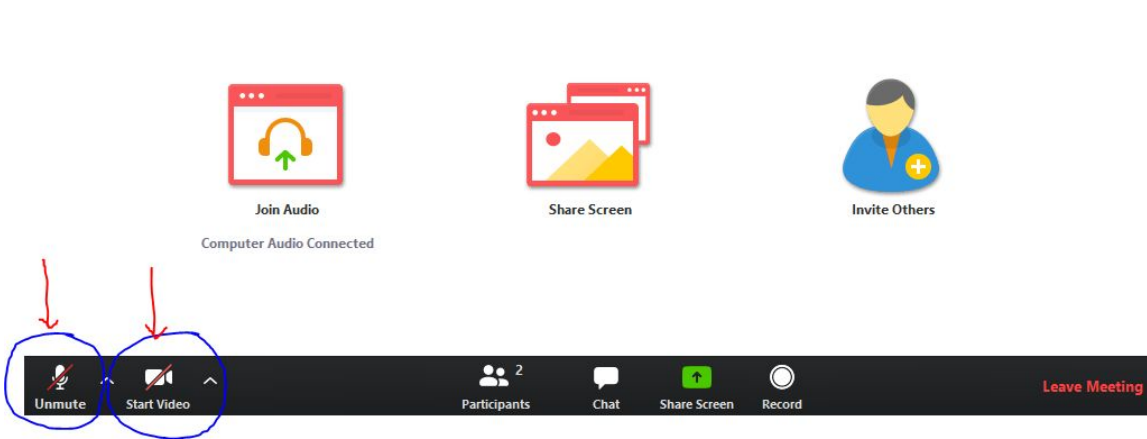 Join Audio
Share Screen
Invite Others
Computer Audio Connected
2
Unmute
Start Video
Participants
Chat
Share Screen
Record
Leave Meeting